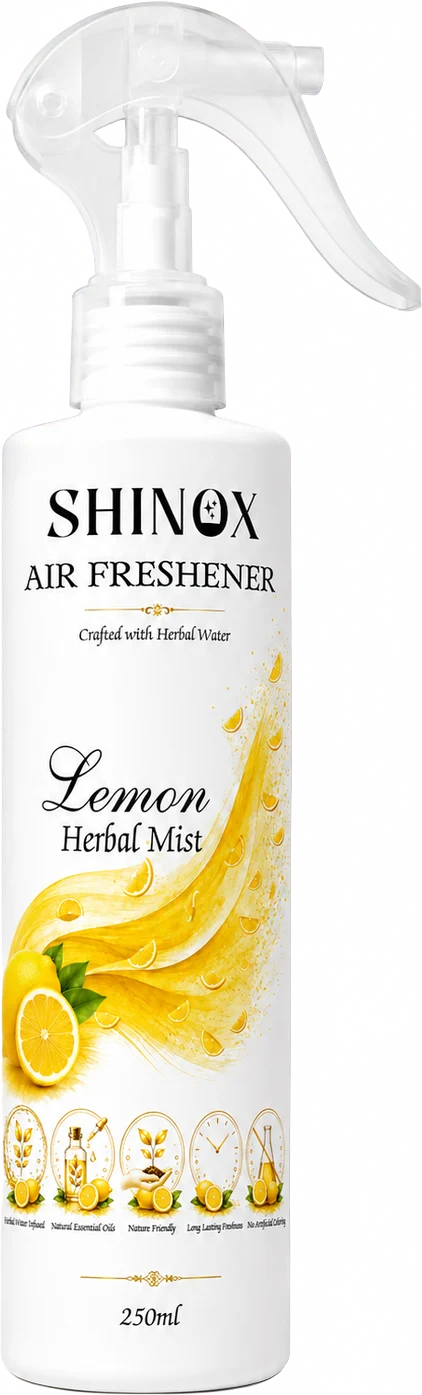 SHINOX
AIR FRESHENER
Crafted with Herbal Water
Lemon
Herbal Mist
Herbal Water Infused
Natural Essential Oils
Nature Friendly
Long Lasting Freshness
No Artificial Coloring
250ml